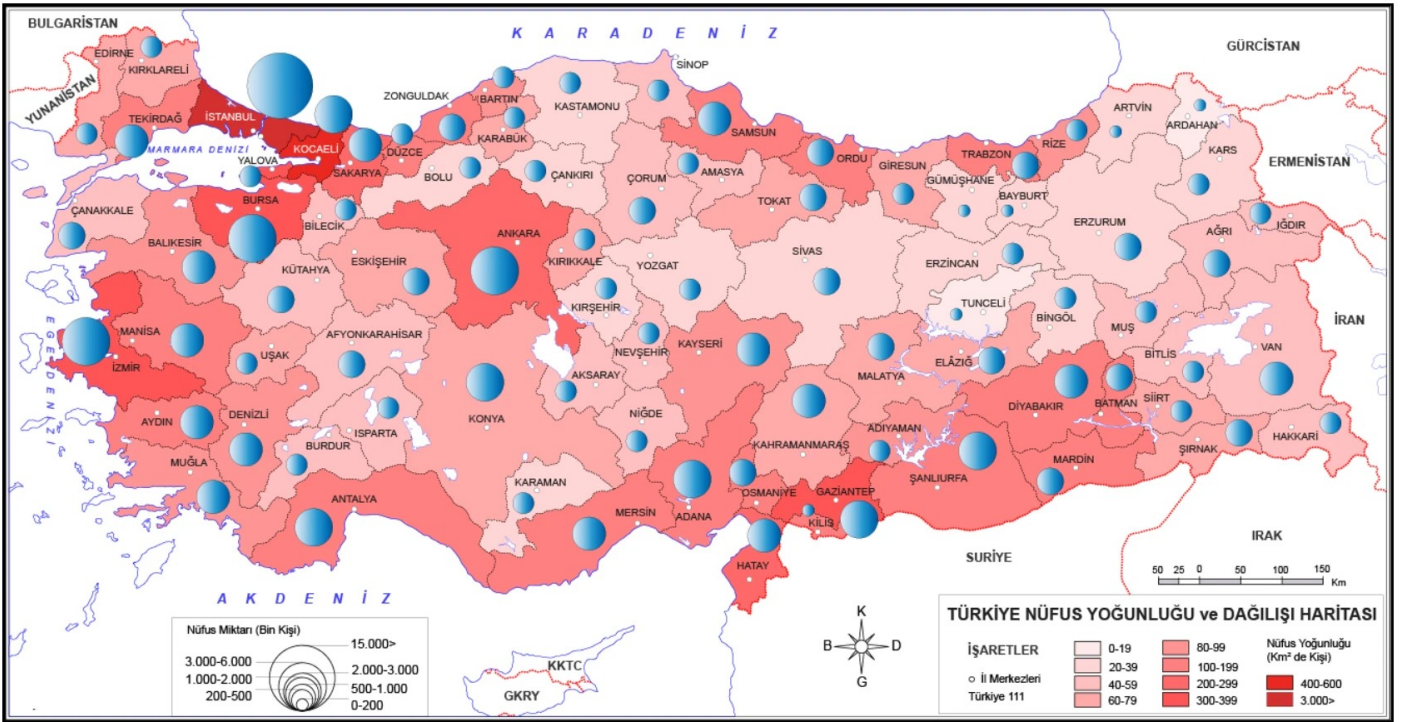 BULGARİSTAN
K A R A D E N İ Z
GÜRCİSTAN
YUNANİSTAN
EDİRNE
KIRKLARELİ
TEKİRDAĞ
İSTANBUL
MARMARA DENİZİ
YALOVA
KOCAELİ
SAKARYA
DÜZCE
ZONGULDAK
BARTIN
KARABÜK
KASTAMONU
SİNOP
SAMSUN
ORDU
GİRESUN
TRABZON
RİZE
ARTVİN
ARDAHAN
KARS
ERMENİSTAN
BOLU
ÇANKIRI
ÇORUM
AMASYA
TOKAT
GÜMÜŞHANE
BAYBURT
ERZURUM
AĞRI
IĞDIR
ÇANAKKALE
BALIKESİR
BURSA
BİLECİK
KÜTAHYA
ESKİŞEHİR
ANKARA
KIRIKKALE
YOZGAT
SİVAS
ERZİNCAN
TUNCELİ
BİNGÖL
MUŞ
İRAN
EGE DENİZİ
MANİSA
İZMİR
UŞAK
AFYONKARAHİSAR
KIRŞEHİR
NEVŞEHİR
KAYSERİ
AKSARAY
MALATYA
ELÂZIĞ
BİTLİS
VAN
AYDIN
DENİZLİ
ISPARTA
BURDUR
KONYA
NİĞDE
KAHRAMANMARAŞ
ADIYAMAN
DİYABAKIR
BATMAN
SİİRT
ŞIRNAK
HAKKARİ
MUĞLA
ANTALYA
KARAMAN
MERSİN
ADANA
OSMANİYE
GAZİANTEP
KİLİS
ŞANLIURFA
MARDİN
HATAY
SURİYE
IRAK
A K D E N İ Z
KKTC
GKRY
50 25 0 50 100 150
Km
K
B D
G
Nüfus Miktarı (Bin Kişi)
15.000>
3.000-6.000
2.000-3.000
1.000-2.000
500-1.000
200-500
0-200
TÜRKİYE NÜFUS YOĞUNLUĞU ve DAĞILIŞI HARİTASI
İŞARETLER
İl Merkezleri
Türkiye 111
0-19
20-39
40-59
60-79
80-99
100-199
200-299
300-399
Nüfus Yoğunluğu
(Km² de Kişi)
400-600
3.000>